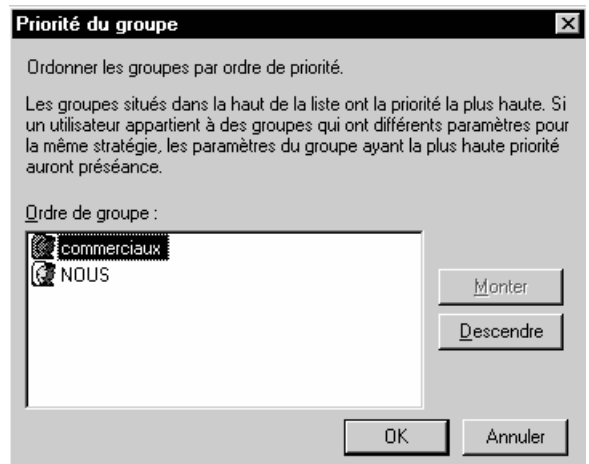 Priorité du groupe
Ordonner les groupes par ordre de priorité.
Les groupes situés dans la haut de la liste ont la priorité la plus haute. Si
un utilisateur appartient à des groupes qui ont différents paramètres pour
la même stratégie, les paramètres du groupe ayant la plus haute priorité
auront préséance.
Ordre de groupe :
commerciaux
NOUS
Monter
Descendre
OK
Annuler